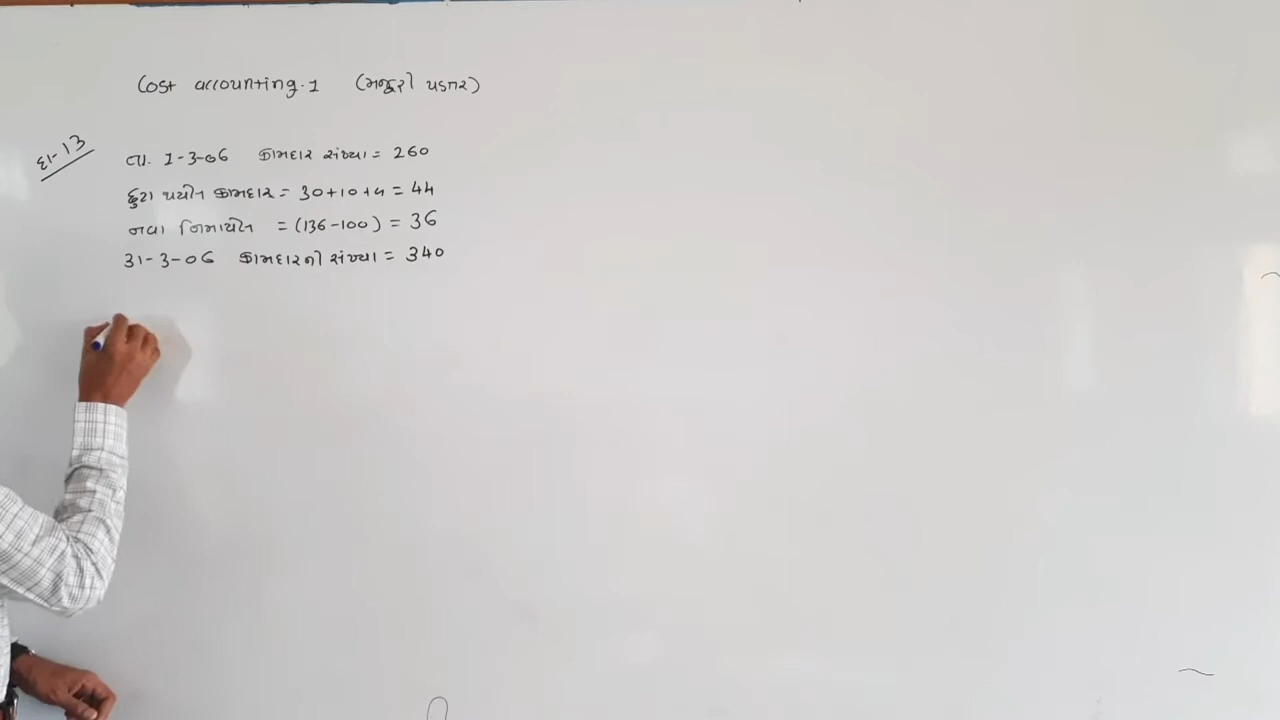 Cost accounting.1 (મજુરી પડતર)
દા-13
તા. 1-3-06 કામદાર સંખ્યા = 260
છુટા થયેલ કામદાર = 30+10+4 = 44
નવા નિમાયેલ = (136-100) = 36
31-3-06 કામદારની સંખ્યા = 340